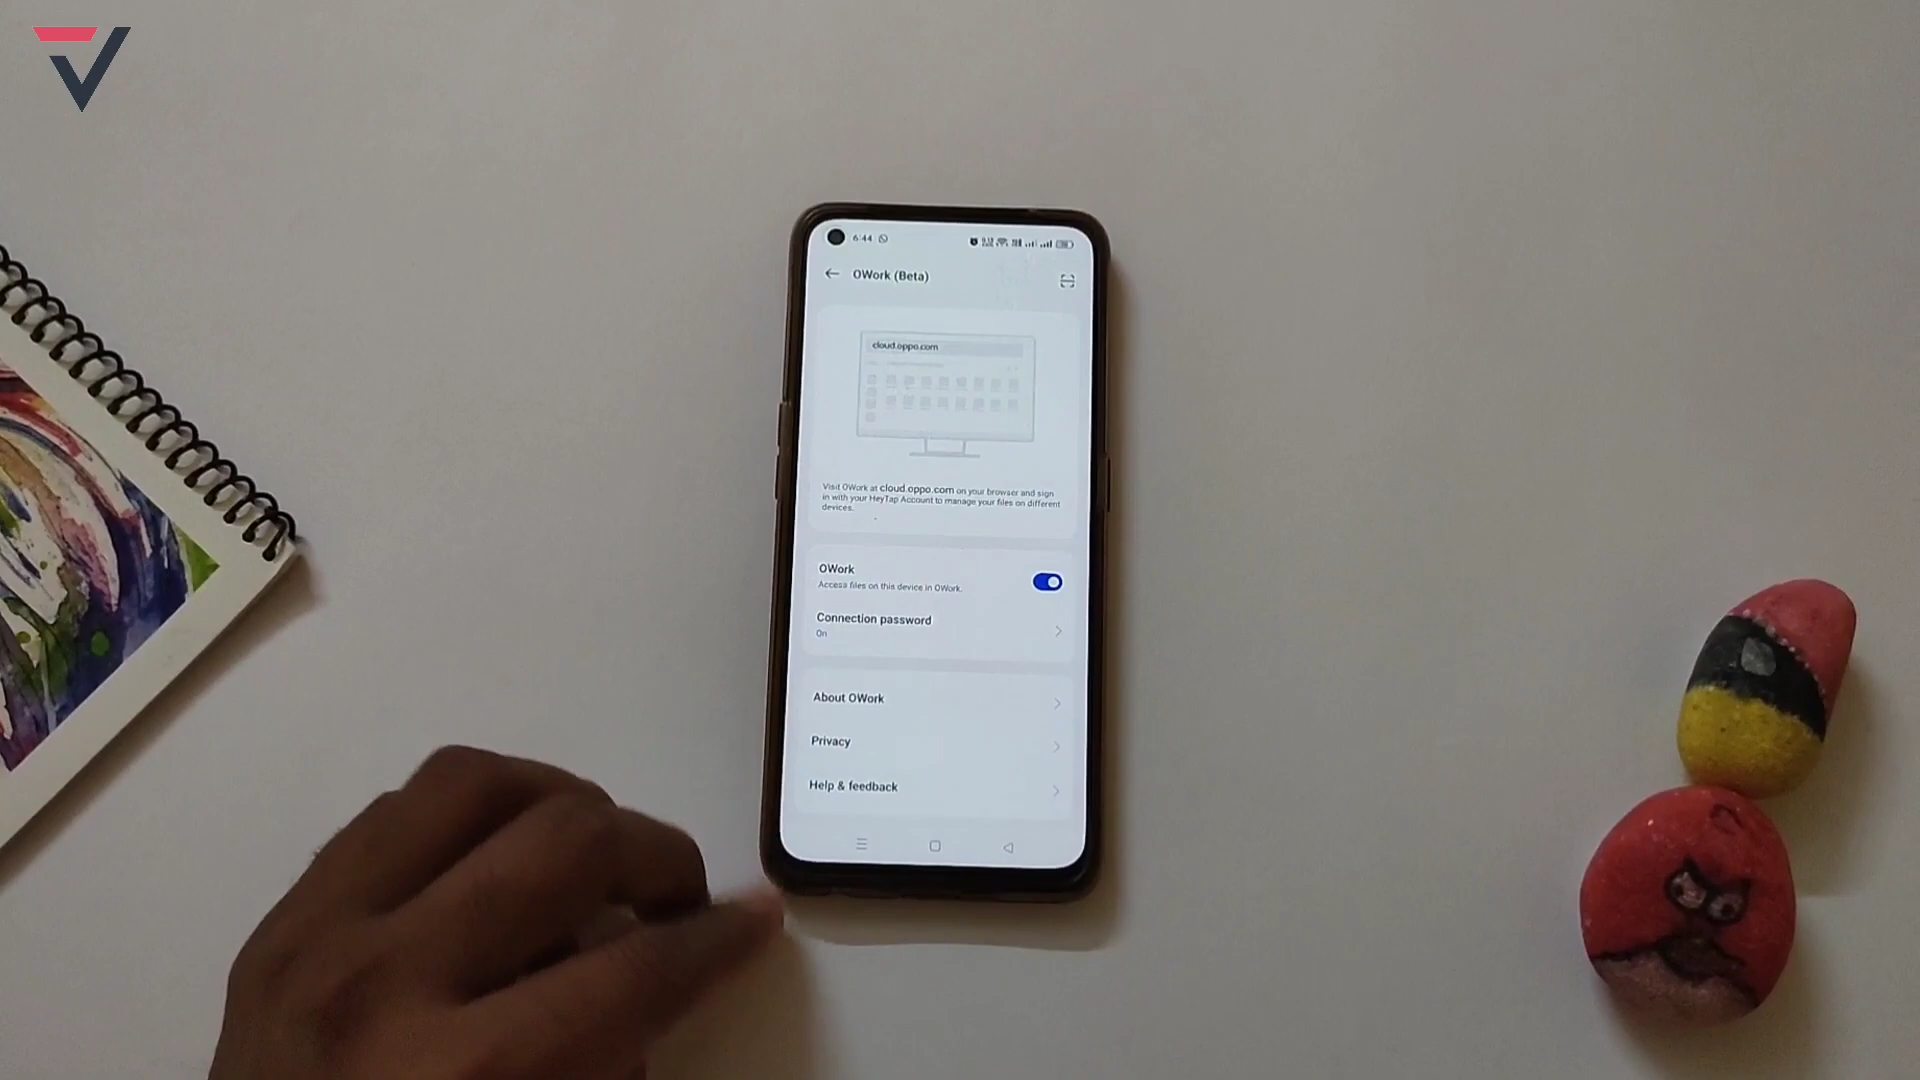 6:44
OWork (Beta)
cloud.oppo.com
Visit OWork at cloud.oppo.com on your browser and sign
in with your HeyTap Account to manage your files on different
devices.
OWork
Access files on this device in OWork.
Connection password
On
About OWork
Privacy
Help & feedback